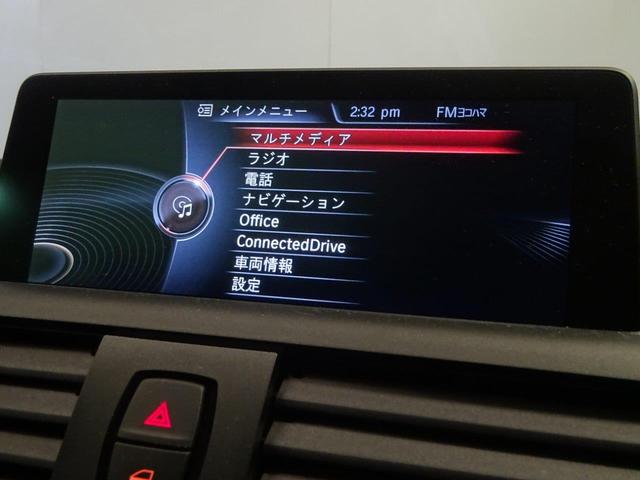 メインメニュー 2:32 pm FMヨコハマ
マルチメディア
ラジオ
電話
ナビゲーション
Office
ConnectedDrive
車両情報
設定